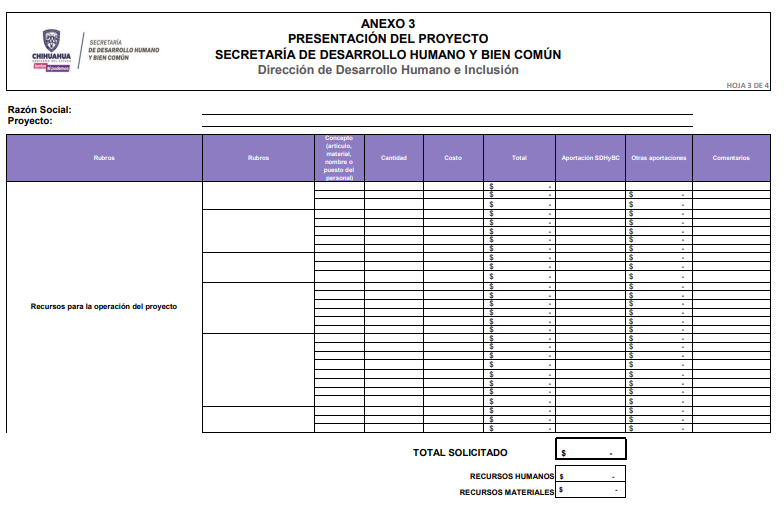 ANEXO 3
PRESENTACIÓN DEL PROYECTO
SECRETARÍA DE DESARROLLO HUMANO Y BIEN COMÚN
Dirección de Desarrollo Humano e Inclusión
CHIHUAHUA
SECRETARÍA
DE DESARROLLO HUMANO
Y BIEN COMÚN
HOJA 3 DE 4
Razón Social:
Proyecto:
Rubros Rubros Concepto (artículo, material, nombre o puesto del personal) Cantidad Costo Total Aportación SDHyBC Otras aportaciones Comentarios
$ -
$ - $ -
$ - $ -
$ - $ -
$ - $ -
$ - $ -
$ - $ -
$ - $ -
$ - $ -
$ - $ -
$ - $ -
$ - $ -
$ - $ -
Recursos para la operación del proyecto
$ - $ -
$ - $ -
$ - $ -
$ - $ -
$ - $ -
$ - $ -
$ - $ -
$ - $ -
$ - $ -
$ - $ -
$ - $ -
$ - $ -
$ - $ -
$ - $ -
TOTAL SOLICITADO $ -
RECURSOS HUMANOS $ -
RECURSOS MATERIALES $ -